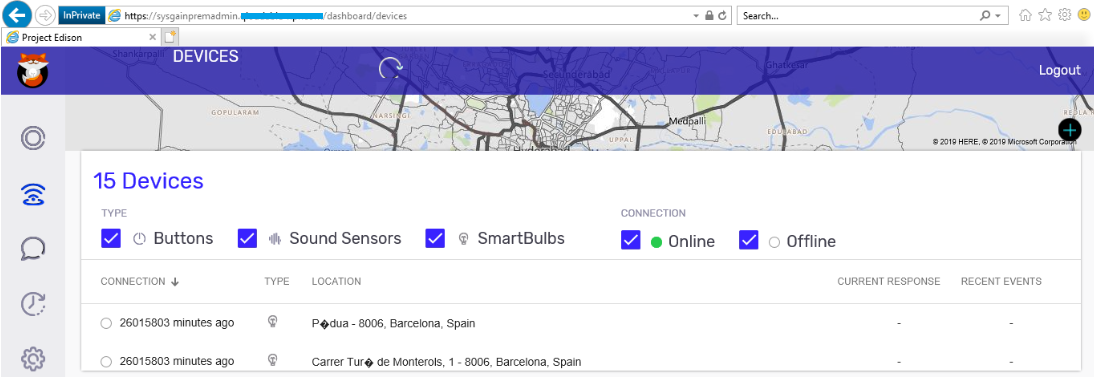 InPrivate https://sysgainpremadmin. /dashboard/devices Search...
Project Edison
DEVICES
Logout
Shankarpalli
Secunderabad
Ghatkesar
GOPULARAM
NARSINGI
Medpalli
UPPAL
EDULABAD
Hyderabad
© 2019 HERE, © 2019 Microsoft Corporation
15 Devices
TYPE CONNECTION
Buttons Sound Sensors SmartBulbs Online Offline
CONNECTION TYPE LOCATION CURRENT RESPONSE RECENT EVENTS
26015803 minutes ago P�dua - 8006, Barcelona, Spain - -
26015803 minutes ago Carrer Tur� de Monterols, 1 - 8006, Barcelona, Spain - -